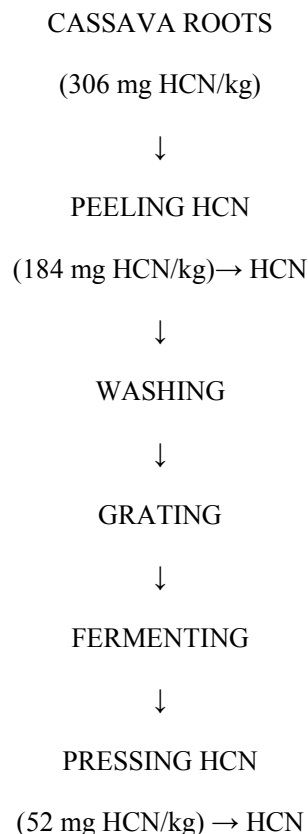 CASSAVA ROOTS
(306 mg HCN/kg)
↓
PEELING HCN
(184 mg HCN/kg)→ HCN
↓
WASHING
↓
GRATING
↓
FERMENTING
↓
PRESSING HCN
(52 mg HCN/kg) → HCN